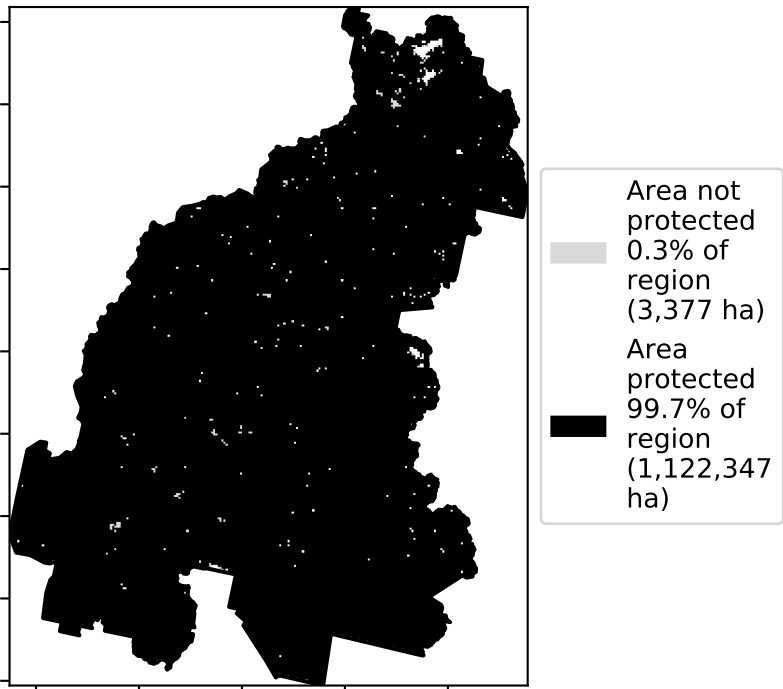 Area not
protected
0.3% of
region
(3,377 ha)
Area
protected
99.7% of
region
(1,122,347
ha)